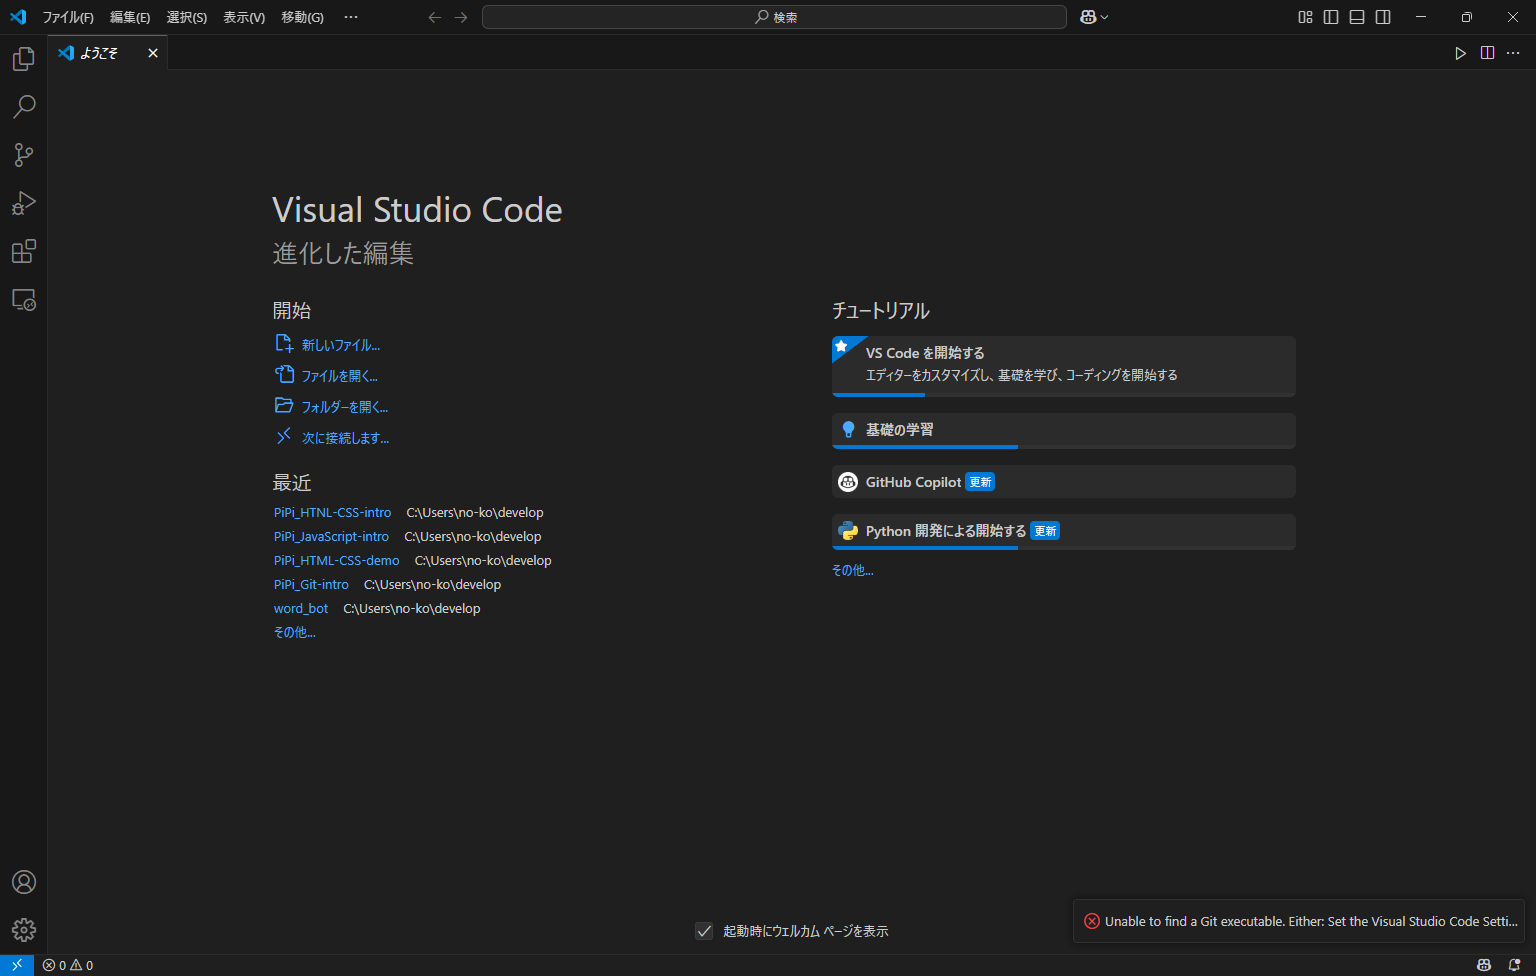 ファイル(F) 編集(E) 選択(S) 表示(V) 移動(G) ... 検索
ようこそ
Visual Studio Code
進化した編集
開始
新しいファイル...
ファイルを開く...
フォルダーを開く...
次に接続します...
最近
PiPi_HTNL-CSS-intro C:\Users\no-ko\develop
PiPi_JavaScript-intro C:\Users\no-ko\develop
PiPi_HTML-CSS-demo C:\Users\no-ko\develop
PiPi_Git-intro C:\Users\no-ko\develop
word_bot C:\Users\no-ko\develop
その他...
チュートリアル
VS Code を開始する
エディターをカスタマイズし、基礎を学び、コーディングを開始する
基礎の学習
GitHub Copilot 更新
Python 開発による開始する 更新
その他...
起動時にウェルカム ページを表示
Unable to find a Git executable. Either: Set the Visual Studio Code Setti...
0 0